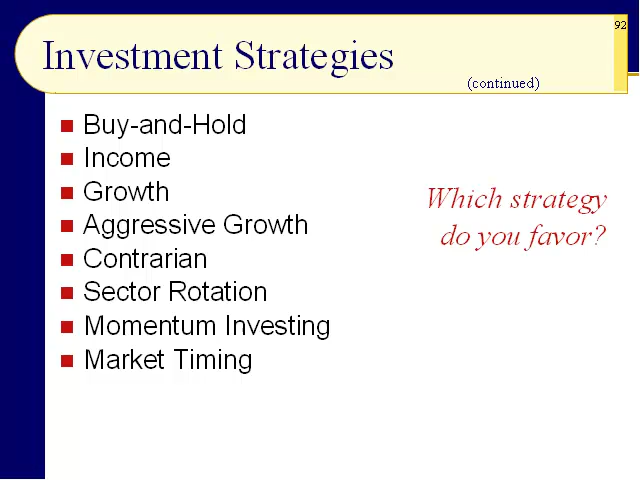 92
Investment Strategies
(continued)
Buy-and-Hold
Income
Growth
Aggressive Growth
Contrarian
Sector Rotation
Momentum Investing
Market Timing
Which strategy
do you favor?